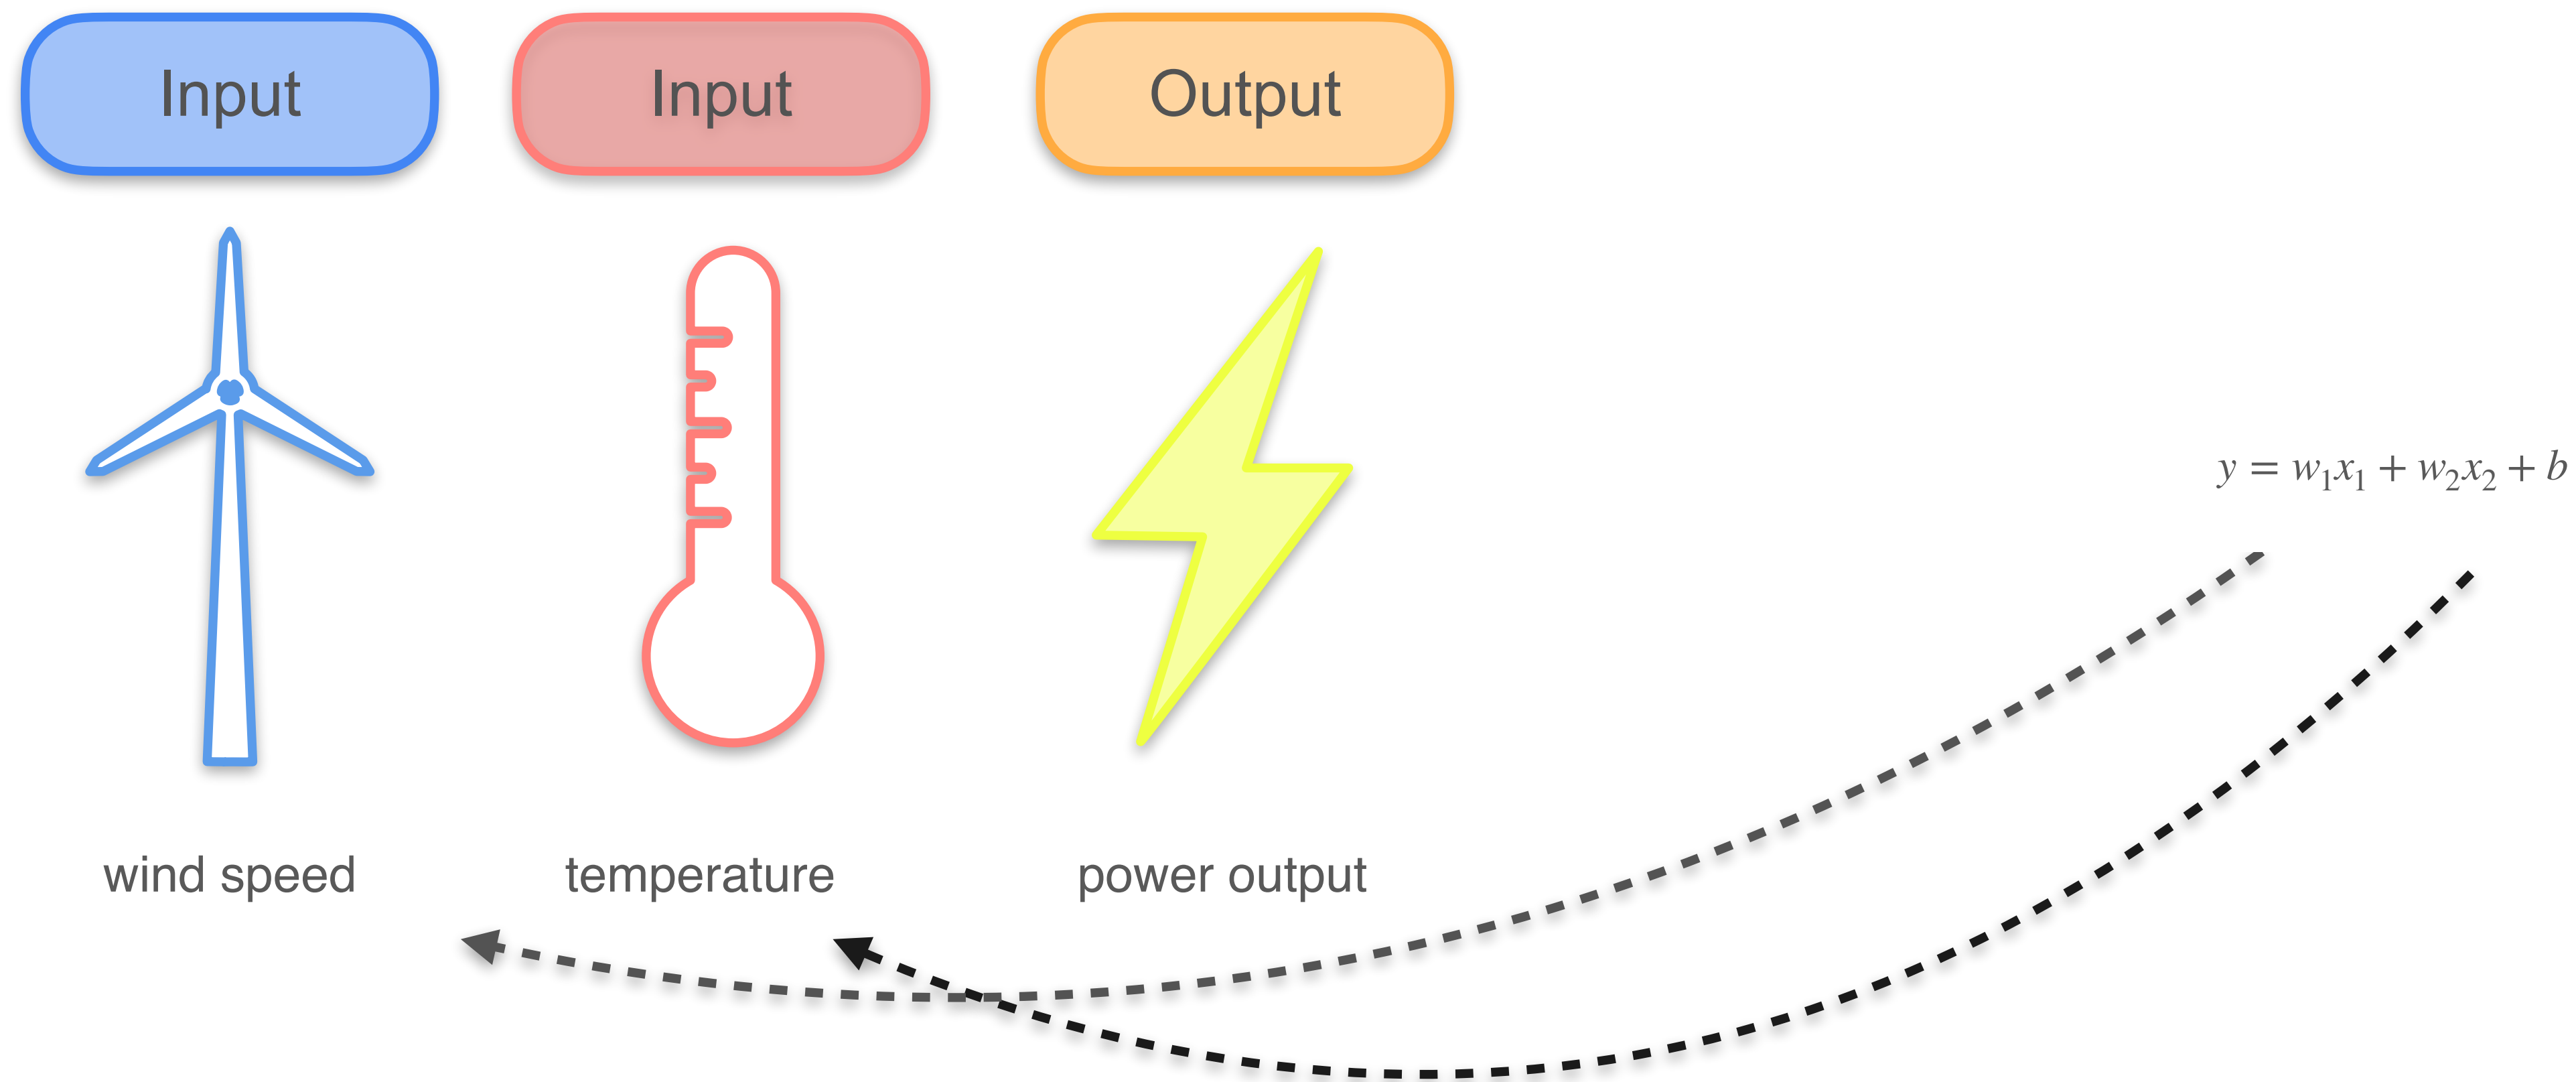 Input
Input
Output
y = w₁x₁ + w₂x₂ + b
wind speed
temperature
power output